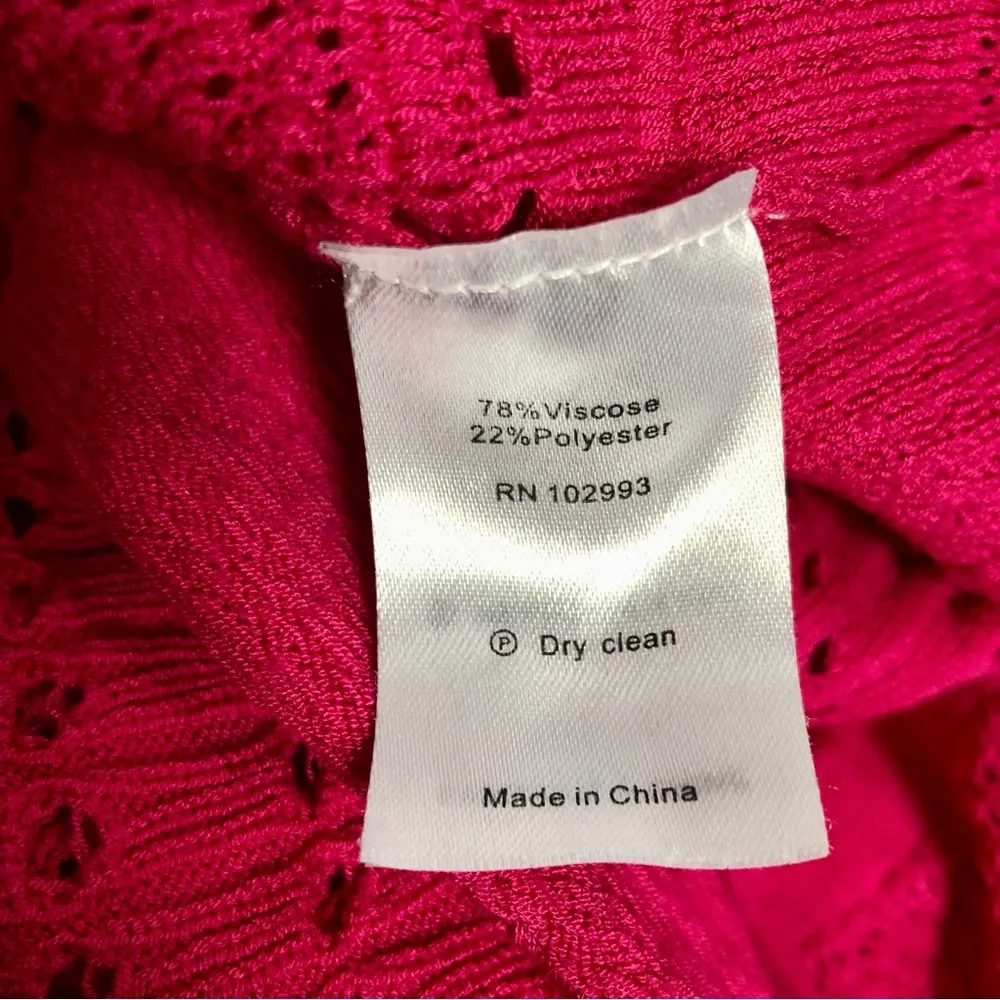 78%Viscose
22%Polyester
RN 102993
Ⓟ Dry clean
Made in China